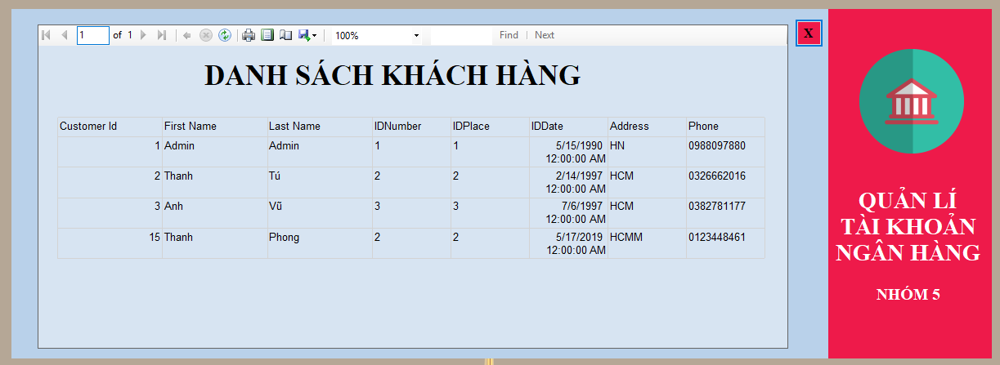 1 of 1 100% Find Next
X
DANH SÁCH KHÁCH HÀNG
Customer Id First Name Last Name IDNumber IDPlace IDDate Address Phone
1 Admin Admin 1 1 5/15/1990 HN 0988097880
12:00:00 AM
2 Thanh Tú 2 2 2/14/1997 HCM 0326662016
12:00:00 AM
3 Anh Vũ 3 3 7/6/1997 HCM 0382781177
12:00:00 AM
15 Thanh Phong 2 2 5/17/2019 HCMM 0123448461
12:00:00 AM
QUẢN LÍ
TÀI KHOẢN
NGÂN HÀNG
NHÓM 5